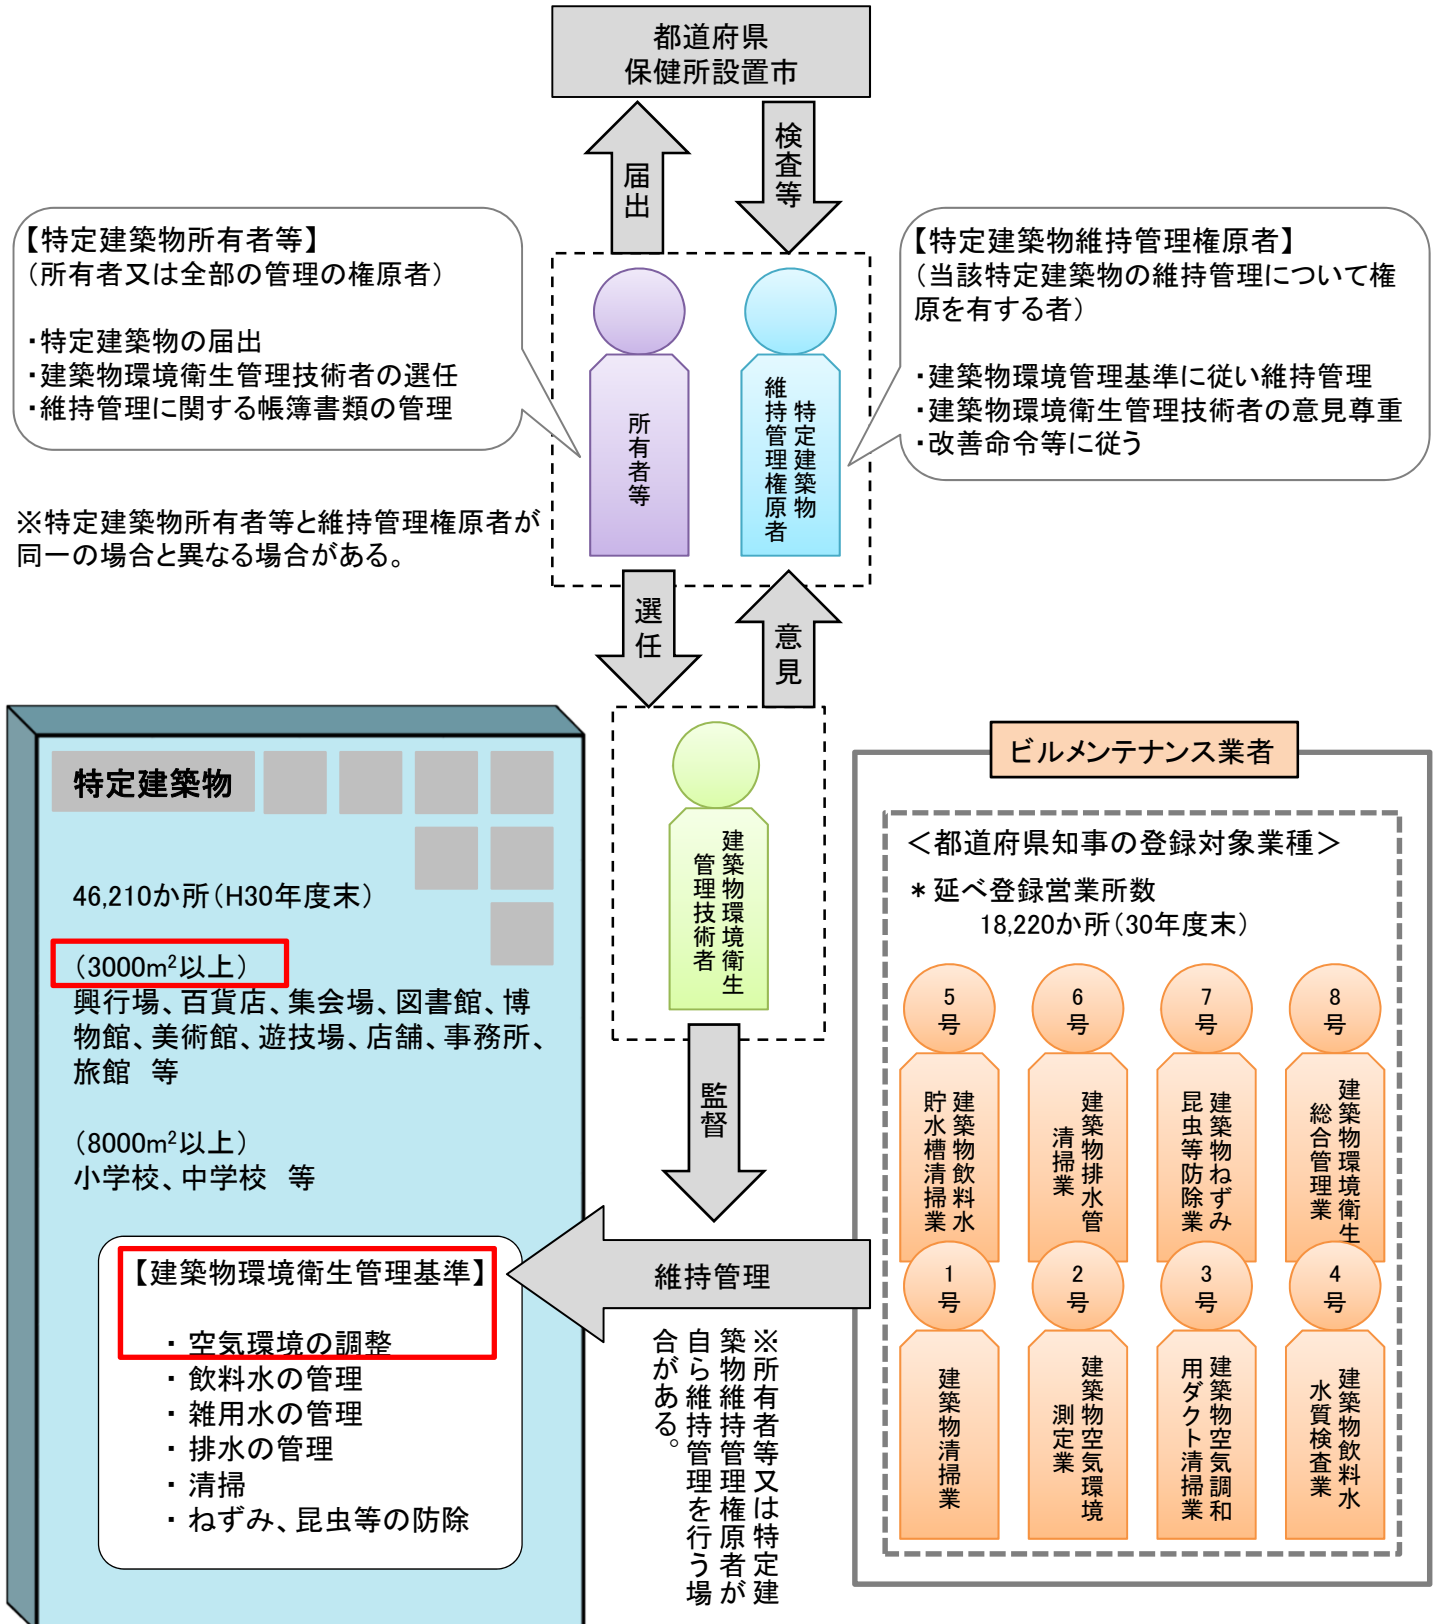 都道府県
保健所設置市
届出
検査等
【特定建築物所有者等】
（所有者又は全部の管理の権原者）
・特定建築物の届出
・建築物環境衛生管理技術者の選任
・維持管理に関する帳簿書類の管理
【特定建築物維持管理権原者】
（当該特定建築物の維持管理について権
原を有する者）
・建築物環境管理基準に従い維持管理
・建築物環境衛生管理技術者の意見尊重
・改善命令等に従う
所有者等
特定建築物
維持管理権原者
※特定建築物所有者等と維持管理権原者が
同一の場合と異なる場合がある。
選任
意見
特定建築物
46,210か所（H30年度末）
（3000m²以上）
興行場、百貨店、集会場、図書館、博
物館、美術館、遊技場、店舗、事務所、
旅館　等
（8000m²以上）
小学校、中学校　等
【建築物環境衛生管理基準】
・空気環境の調整
・飲料水の管理
・雑用水の管理
・排水の管理
・清掃
・ねずみ、昆虫等の防除
建築物環境衛生
管理技術者
監督
維持管理
※所有者等又は特定建
築物維持管理権原者が
自ら維持管理を行う場
合がある。
ビルメンテナンス業者
＜都道府県知事の登録対象業種＞
＊延べ登録営業所数
18,220か所（30年度末）
5
号
建築物飲料水
貯水槽清掃業
6
号
建築物排水管
清掃業
7
号
建築物ねずみ
昆虫等防除業
8
号
建築物環境衛生
総合管理業
1
号
建築物清掃業
2
号
建築物空気環境
測定業
3
号
建築物空気調和
用ダクト清掃業
4
号
建築物飲料水
水質検査業